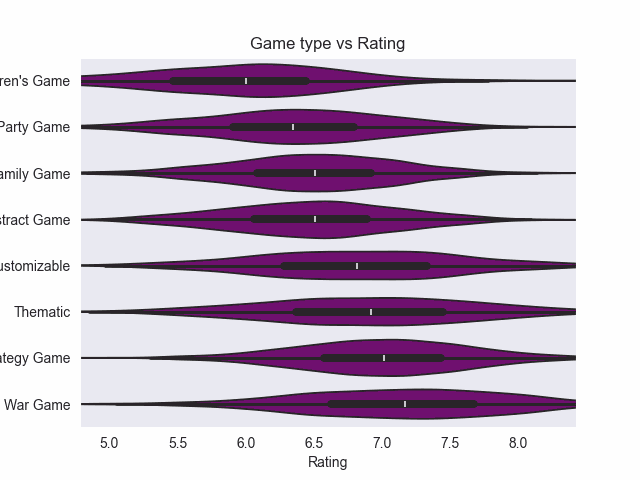 Game type vs Rating
ren's Game
Party Game
amily Game
stract Game
ustomizable
Thematic
ategy Game
War Game
5.0 5.5 6.0 6.5 7.0 7.5 8.0
Rating